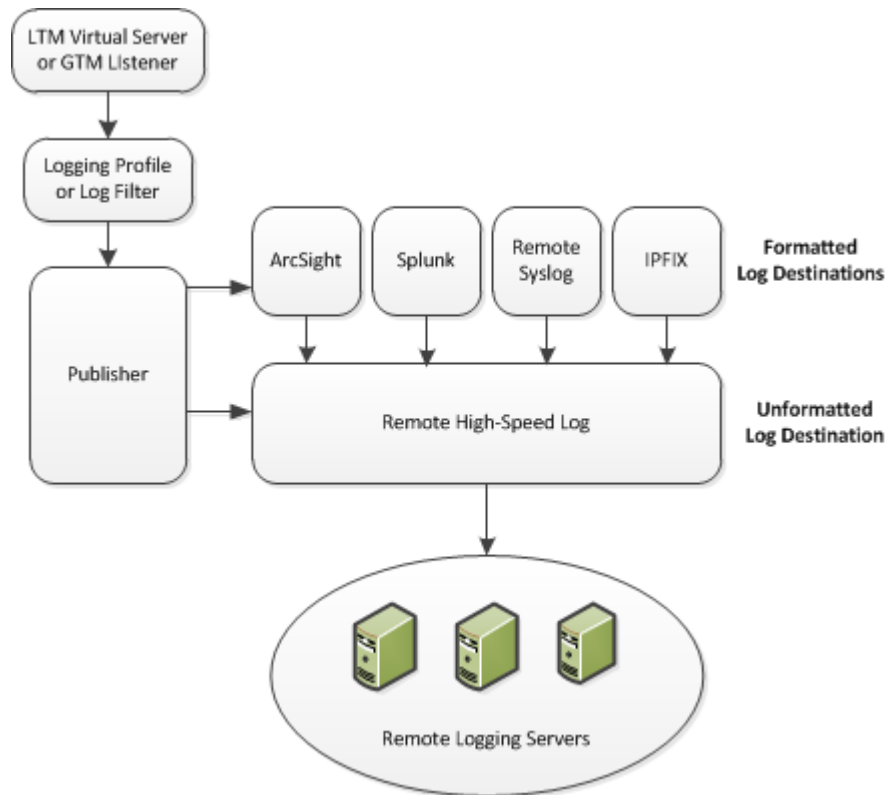 LTM Virtual Server
or GTM LIstener
Logging Profile
or Log Filter
Publisher
ArcSight
Splunk
Remote
Syslog
IPFIX
Formatted
Log Destinations
Remote High-Speed Log
Unformatted
Log Destination
Remote Logging Servers